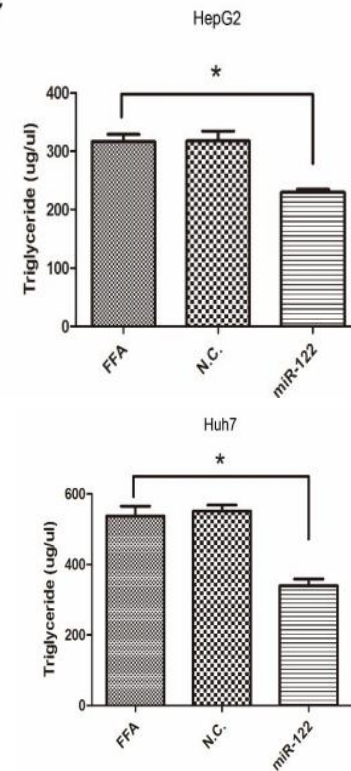 HepG2
*
Triglyceride (ug/ul)
400
300
200
100
0
FFA
N.C.
miR-122
Huh7
*
Triglyceride (ug/ul)
600
400
200
0
FFA
N.C.
miR-122